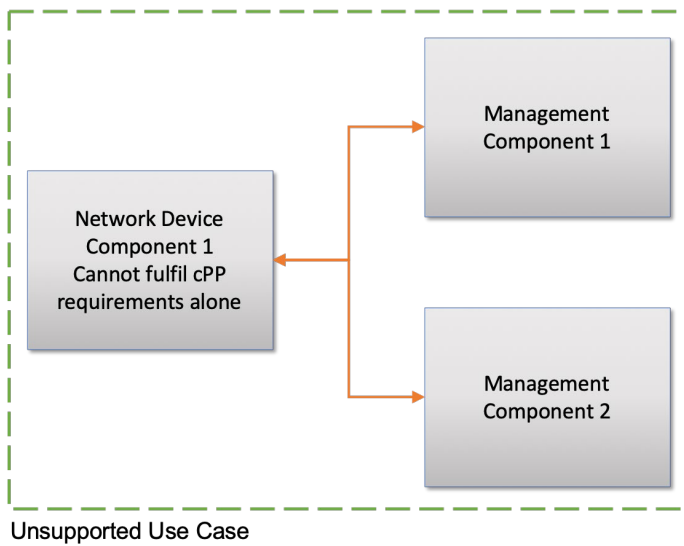 Management
Component 1
Network Device
Component 1
Cannot fulfil cPP
requirements alone
Management
Component 2
Unsupported Use Case